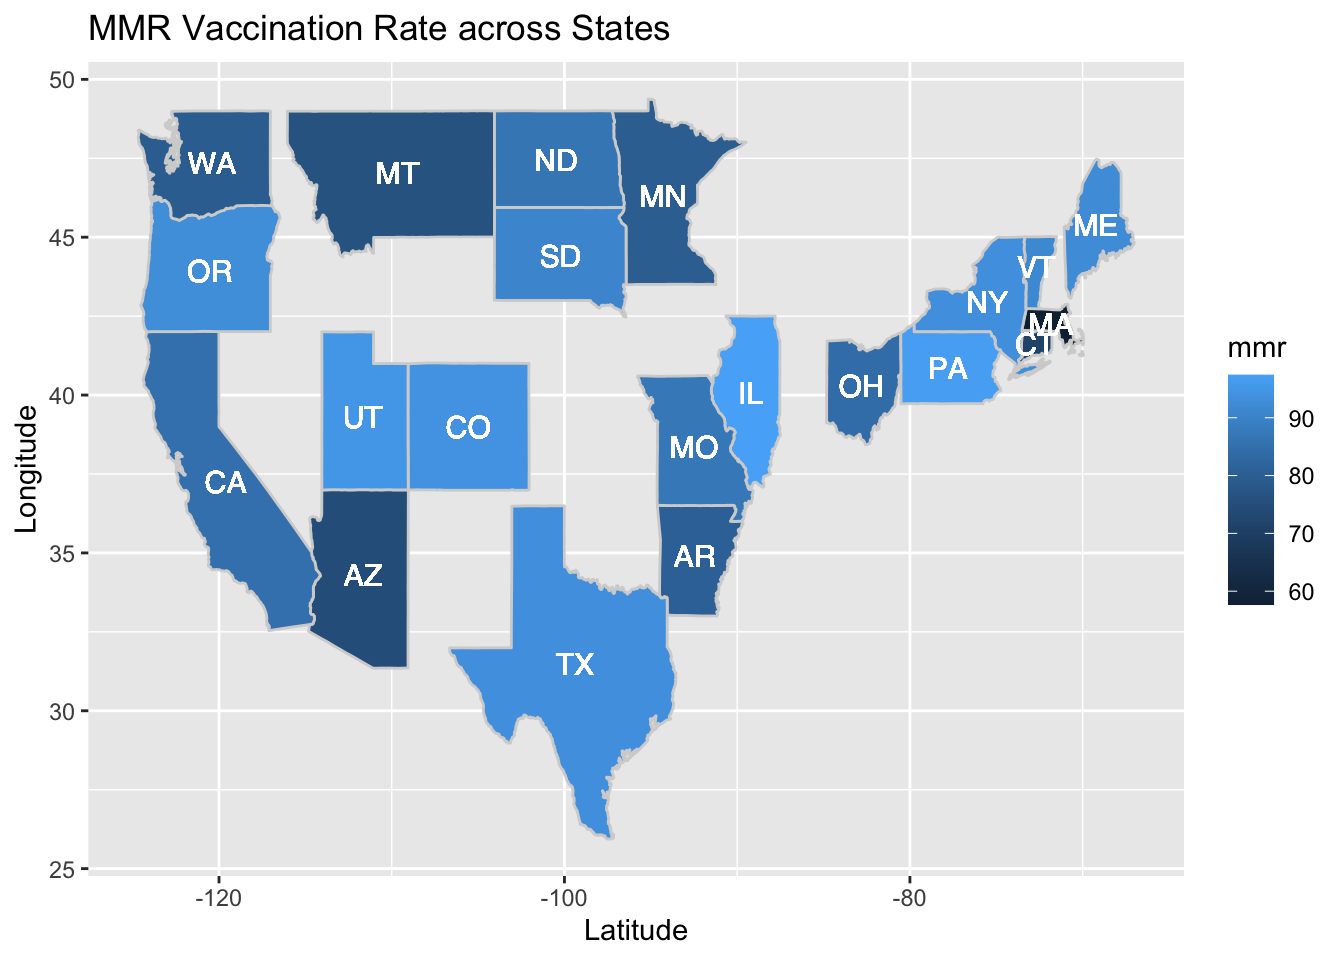 MMR Vaccination Rate across States
50
45
40
35
30
25
Longitude
WA
MT
ND
MN
OR
SD
ME
VT
NY
MA
CT
PA
OH
IL
UT
CO
MO
CA
AZ
AR
TX
-120
-100
-80
Latitude
mmr
90
80
70
60